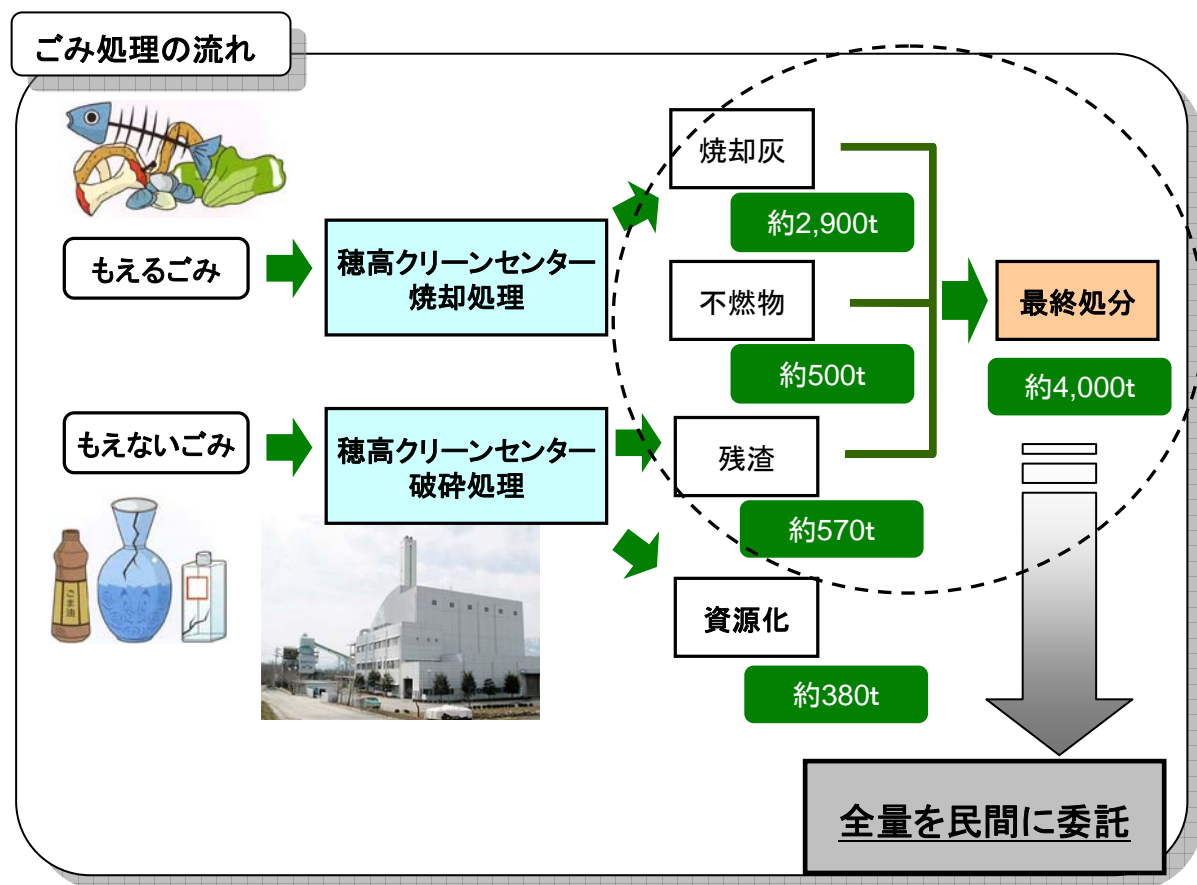 ごみ処理の流れ
もえるごみ
穂高クリーンセンター
焼却処理
焼却灰
約2,900t
不燃物
約500t
最終処分
約4,000t
もえないごみ
穂高クリーンセンター
破砕処理
残渣
約570t
資源化
約380t
ごま油
全量を民間に委託